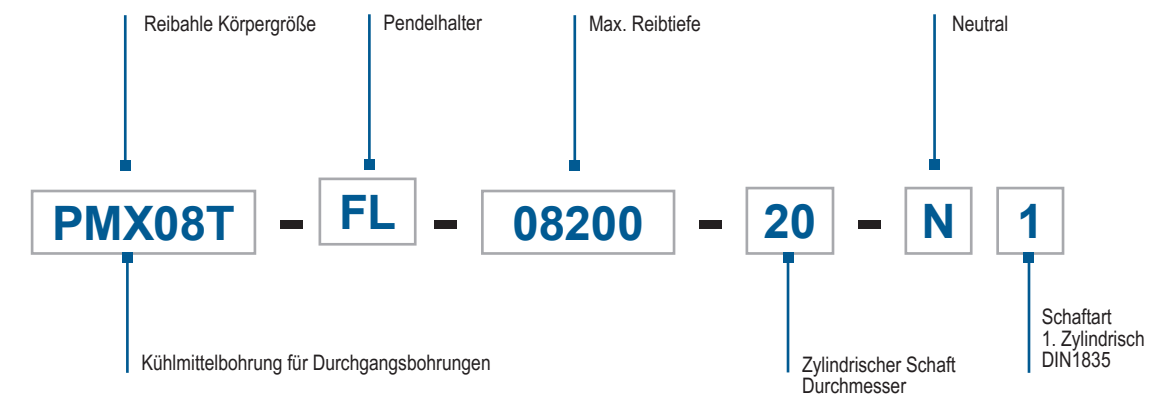 Reibahle Körpergröße
Pendelhalter
Max. Reibtiefe
Neutral
PMX08T - FL - 08200 - 20 - N 1
Kühlmittelbohrung für Durchgangsbohrungen
Zylindrischer Schaft
Durchmesser
Schaftart
1. Zylindrisch
DIN1835